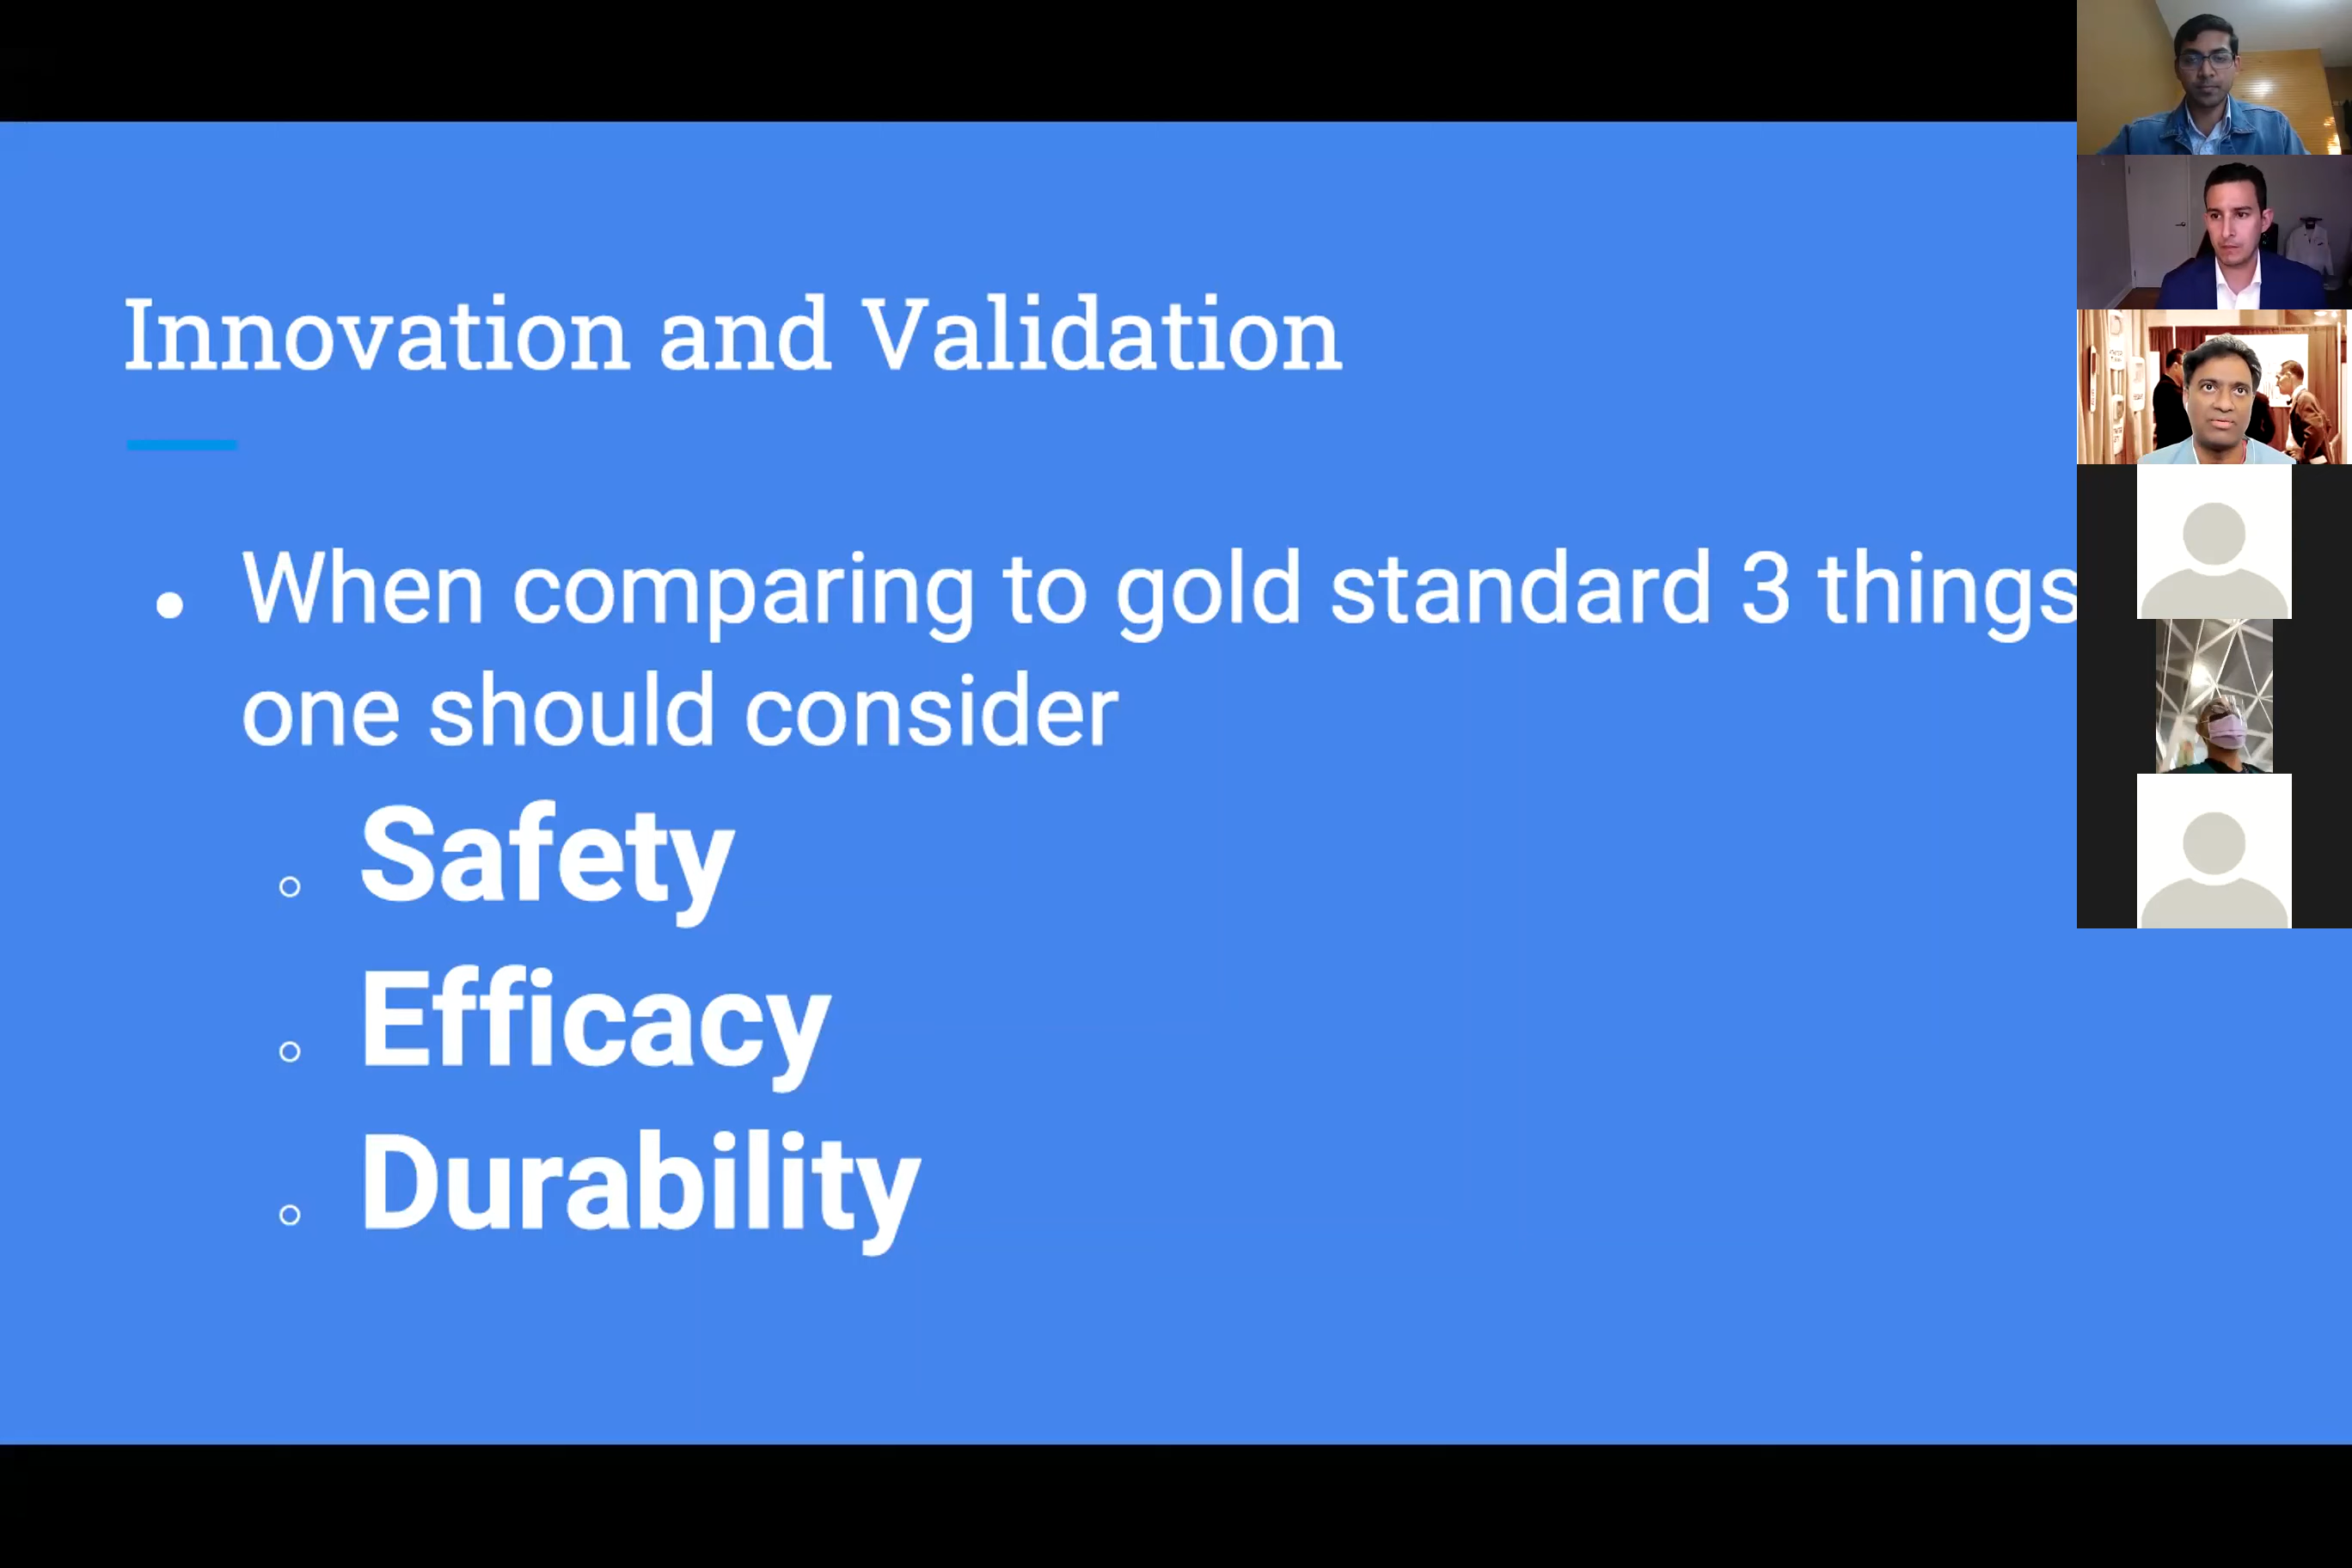 Innovation and Validation
When comparing to gold standard 3 things
one should consider
Safety
Efficacy
Durability